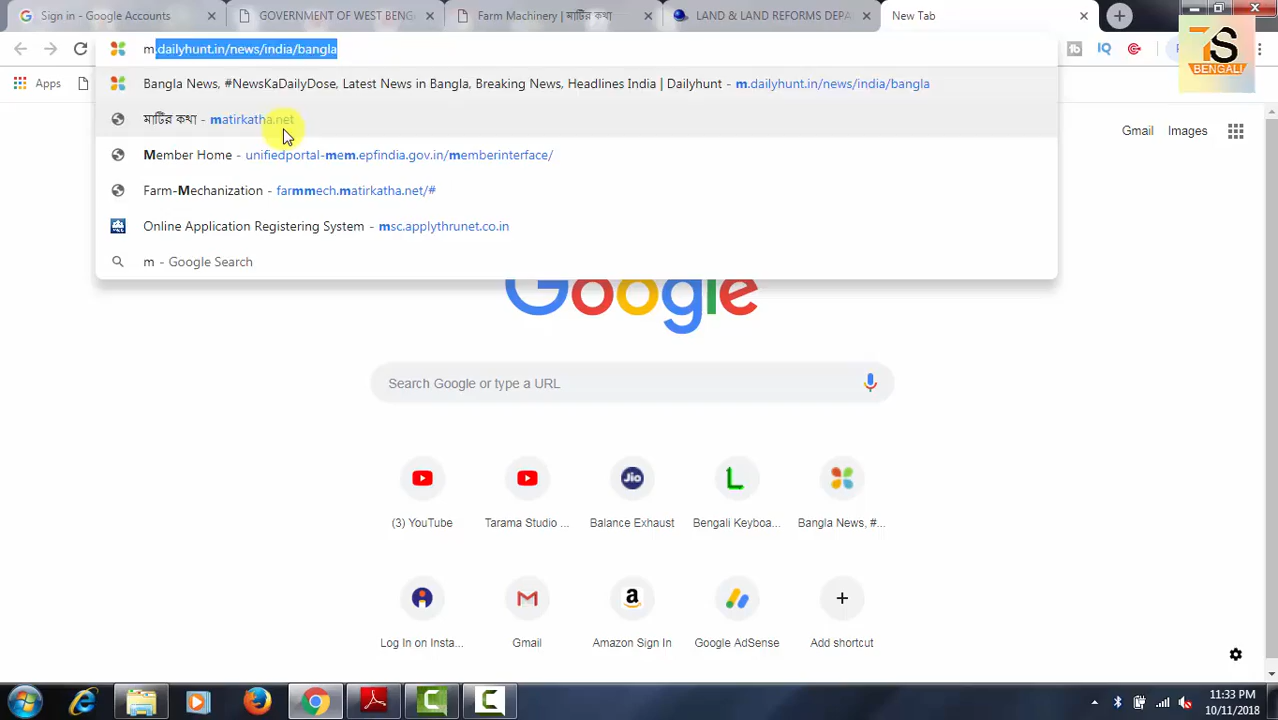 Sign in - Google Accounts
GOVERNMENT OF WEST BENG
Farm Machinery | মাটির কথা
LAND & LAND REFORMS DEPA
New Tab
m.dailyhunt.in/news/india/bangla
Apps
Bangla News, #NewsKaDailyDose, Latest News in Bangla, Breaking News, Headlines India | Dailyhunt - m.dailyhunt.in/news/india/bangla
মাটির কথা - matirkatha.net
Member Home - unifiedportal-mem.epfindia.gov.in/memberinterface/
Farm-Mechanization - farmmech.matirkatha.net/#
Online Application Registering System - msc.applythrunet.co.in
m - Google Search
TS
BENGALI
Gmail Images
Google
Search Google or type a URL
(3) YouTube
Tarama Studio ...
Balance Exhaust
Bengali Keyboa...
Bangla News, #...
Log In on Insta...
Gmail
Amazon Sign In
Google AdSense
Add shortcut
11:33 PM
10/11/2018